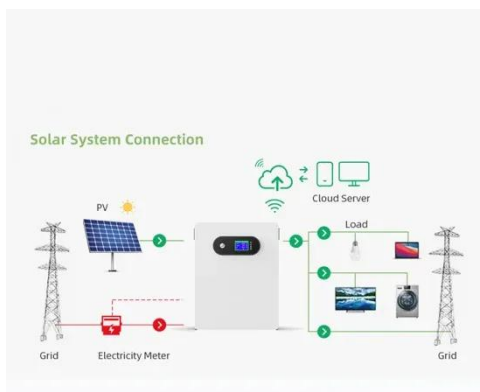 Solar System Connection
Cloud Server
PV
Load
Grid
Electricity Meter
Grid